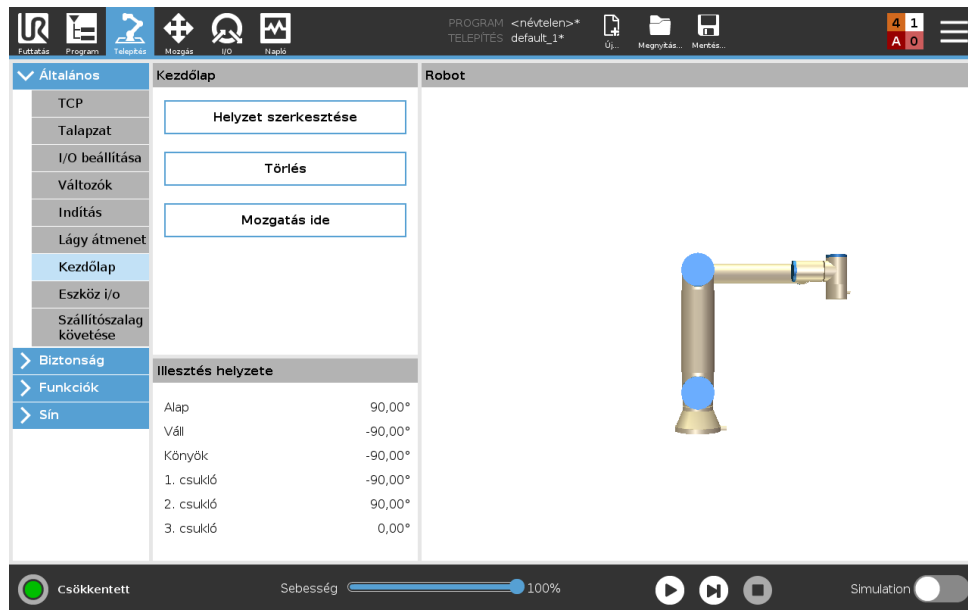 PROGRAM <névtelen>*
TELEPÍTÉS default_1*
4 1
A 0
Futtatás Program Telepítés Mozgás I/O Napló Új... Megnyitás... Mentés...
Általános
TCP
Talapzat
I/O beállítása
Változók
Indítás
Lágy átmenet
Kezdőlap
Eszköz i/o
Szállítószalag
követése
Biztonság
Funkciók
Sín
Kezdőlap
Helyzet szerkesztése
Törlés
Mozgatás ide
Illesztés helyzete
Alap 90,00°
Váll -90,00°
Könyök -90,00°
1. csukló -90,00°
2. csukló 90,00°
3. csukló 0,00°
Robot
Csökkentett
Sebesség 100%
Simulation